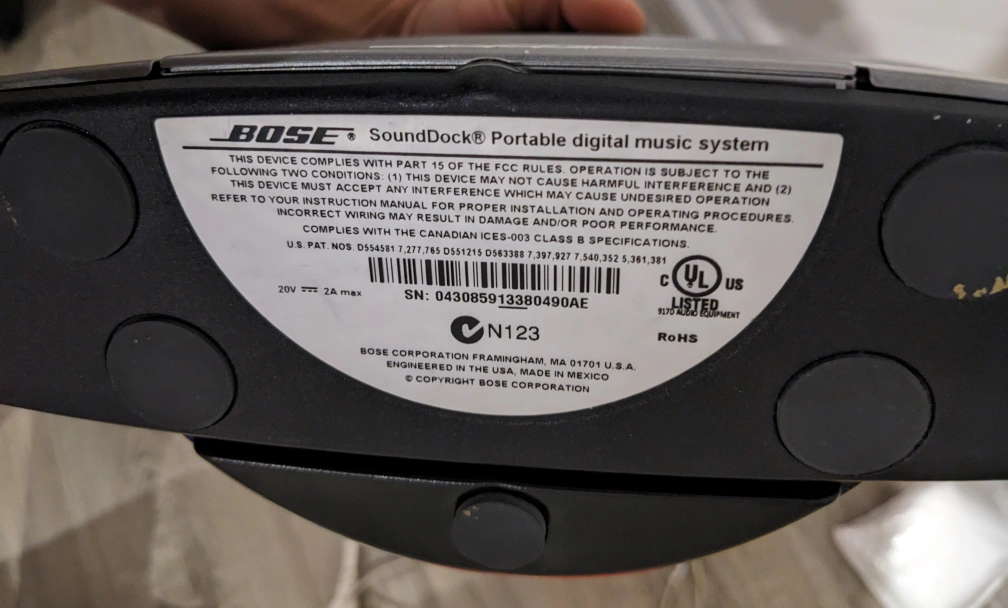 BOSE® SoundDock® Portable digital music system
THIS DEVICE COMPLIES WITH PART 15 OF THE FCC RULES. OPERATION IS SUBJECT TO THE
FOLLOWING TWO CONDITIONS: (1) THIS DEVICE MAY NOT CAUSE HARMFUL INTERFERENCE AND (2)
THIS DEVICE MUST ACCEPT ANY INTERFERENCE WHICH MAY CAUSE UNDESIRED OPERATION
REFER TO YOUR INSTRUCTION MANUAL FOR PROPER INSTALLATION AND OPERATING PROCEDURES.
INCORRECT WIRING MAY RESULT IN DAMAGE AND/OR POOR PERFORMANCE.
COMPLIES WITH THE CANADIAN ICES-003 CLASS B SPECIFICATIONS.
U.S. PAT. NOS. D554581 7,277,765 D551215 D563388 7,397,927 7,540,352 5,361,381
20V ⎓ 2A max
SN: 043085913380490AE
C UL US
LISTED
9170 AUDIO EQUIPMENT
N123
RoHS
BOSE CORPORATION FRAMINGHAM, MA 01701 U.S.A.
ENGINEERED IN THE USA, MADE IN MEXICO
© COPYRIGHT BOSE CORPORATION